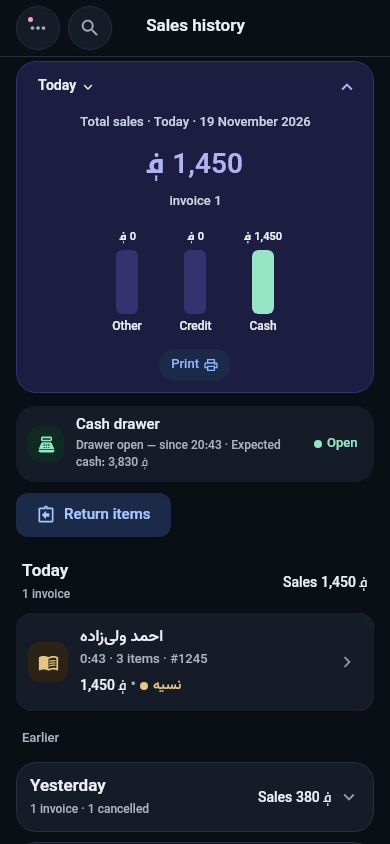 Sales history
Today
Total sales · Today · 19 November 2026
؋ 1,450
invoice 1
؋ 0
؋ 0
؋ 1,450
Other
Credit
Cash
Print
Cash drawer
Drawer open — since 20:43 · Expected
cash: 3,830 ؋
Open
Return items
Today
Sales 1,450 ؋
1 invoice
احمد ولی‌زاده
0:43 · 3 items · #1245
1,450 ؋ • نسیه
Earlier
Yesterday
Sales 380 ؋
1 invoice · 1 cancelled